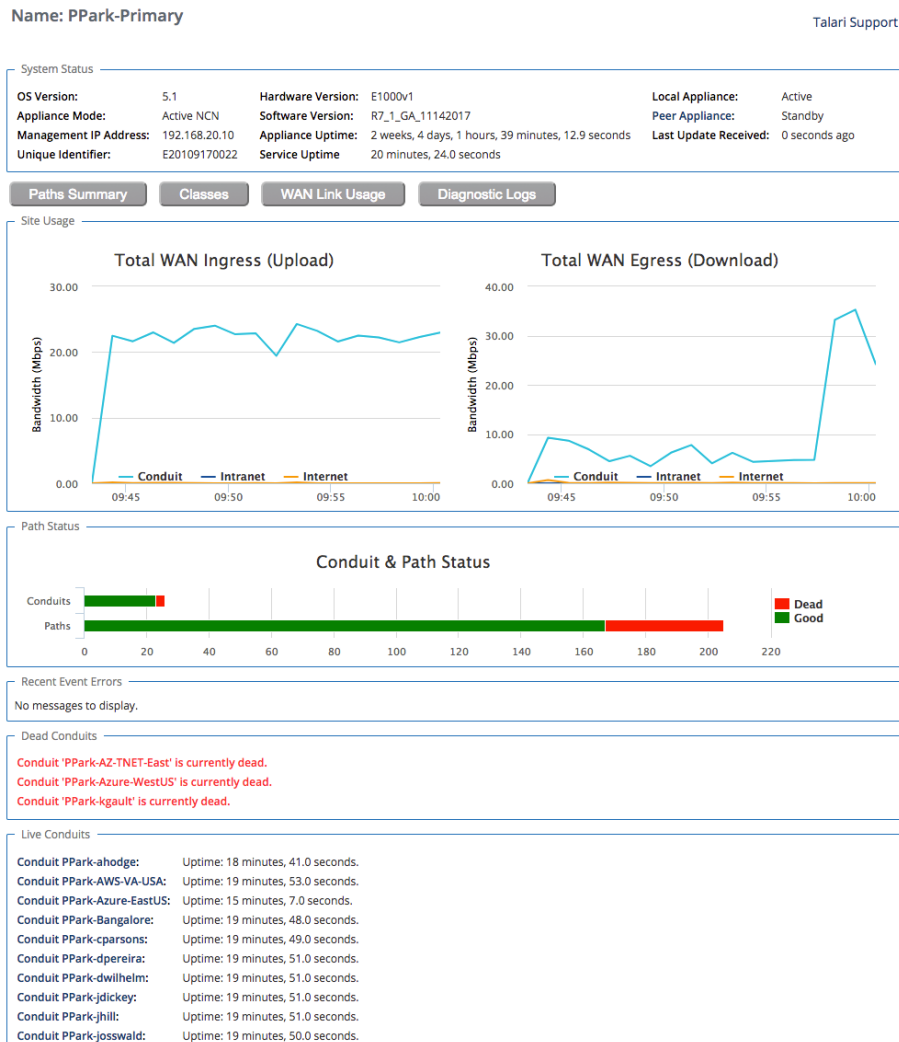 Name: PPark-Primary
Talari Support
System Status
OS Version: 5.1 Hardware Version: E1000v1 Local Appliance: Active
Appliance Mode: Active NCN Software Version: R7_1_GA_11142017 Peer Appliance: Standby
Management IP Address: 192.168.20.10 Appliance Uptime: 2 weeks, 4 days, 1 hours, 39 minutes, 12.9 seconds Last Update Received: 0 seconds ago
Unique Identifier: E20109170022 Service Uptime 20 minutes, 24.0 seconds
Paths Summary Classes WAN Link Usage Diagnostic Logs
Site Usage
Total WAN Ingress (Upload)
30.00
20.00
10.00
0.00
Bandwidth (Mbps)
Conduit Intranet Internet
09:45 09:50 09:55 10:00
Total WAN Egress (Download)
40.00
30.00
20.00
10.00
0.00
Bandwidth (Mbps)
Conduit Intranet Internet
09:45 09:50 09:55 10:00
Path Status
Conduit & Path Status
Conduits
Paths
0 20 40 60 80 100 120 140 160 180 200 220
Dead
Good
Recent Event Errors
No messages to display.
Dead Conduits
Conduit 'PPark-AZ-TNET-East' is currently dead.
Conduit 'PPark-Azure-WestUS' is currently dead.
Conduit 'PPark-kgault' is currently dead.
Live Conduits
Conduit PPark-ahodge: Uptime: 18 minutes, 41.0 seconds.
Conduit PPark-AWS-VA-USA: Uptime: 19 minutes, 53.0 seconds.
Conduit PPark-Azure-EastUS: Uptime: 15 minutes, 7.0 seconds.
Conduit PPark-Bangalore: Uptime: 19 minutes, 48.0 seconds.
Conduit PPark-cparsons: Uptime: 19 minutes, 49.0 seconds.
Conduit PPark-dpereira: Uptime: 19 minutes, 51.0 seconds.
Conduit PPark-dwilhelm: Uptime: 19 minutes, 51.0 seconds.
Conduit PPark-jdickey: Uptime: 19 minutes, 51.0 seconds.
Conduit PPark-jhill: Uptime: 19 minutes, 51.0 seconds.
Conduit PPark-josswald: Uptime: 19 minutes, 50.0 seconds.